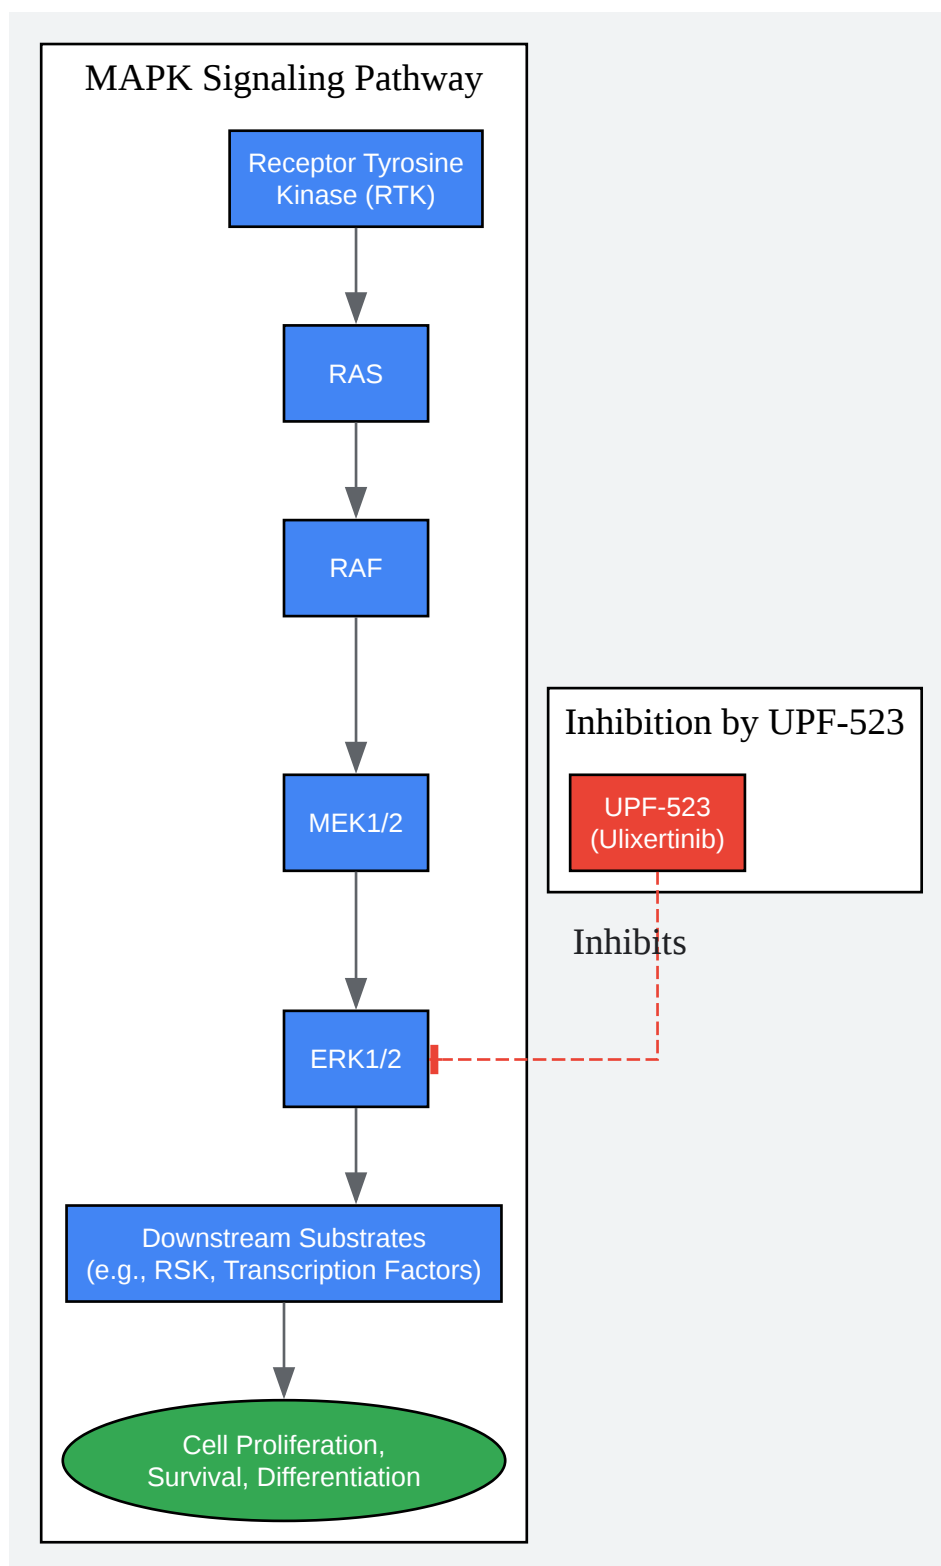 MAPK Signaling Pathway
Receptor Tyrosine
Kinase (RTK)
RAS
RAF
Inhibition by UPF-523
MEK1/2
UPF-523
(Ulixertinib)
Inhibits
ERK1/2
Downstream Substrates
(e.g., RSK, Transcription Factors)
Cell Proliferation,
Survival, Differentiation